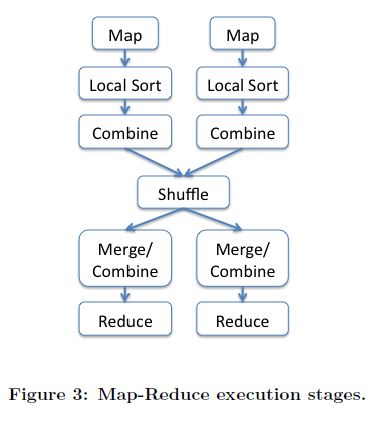 Map
Map
Local Sort
Local Sort
Combine
Combine
Shuffle
Merge/
Combine
Merge/
Combine
Reduce
Reduce
Figure 3: Map-Reduce execution stages.